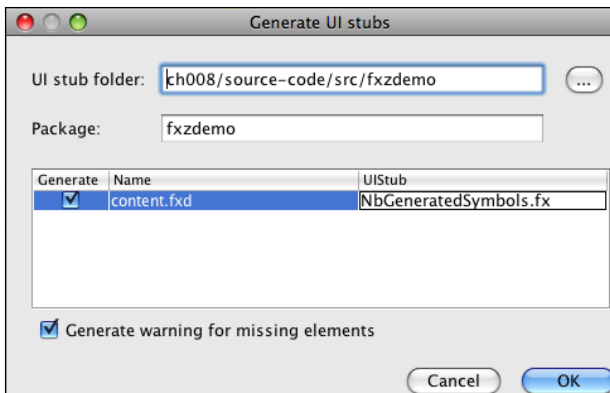 Generate UI stubs
UI stub folder: ch008/source-code/src/fxzdemo ...
Package: fxzdemo
Generate Name UIStub
content.fxd NbGeneratedSymbols.fx
Generate warning for missing elements
Cancel OK